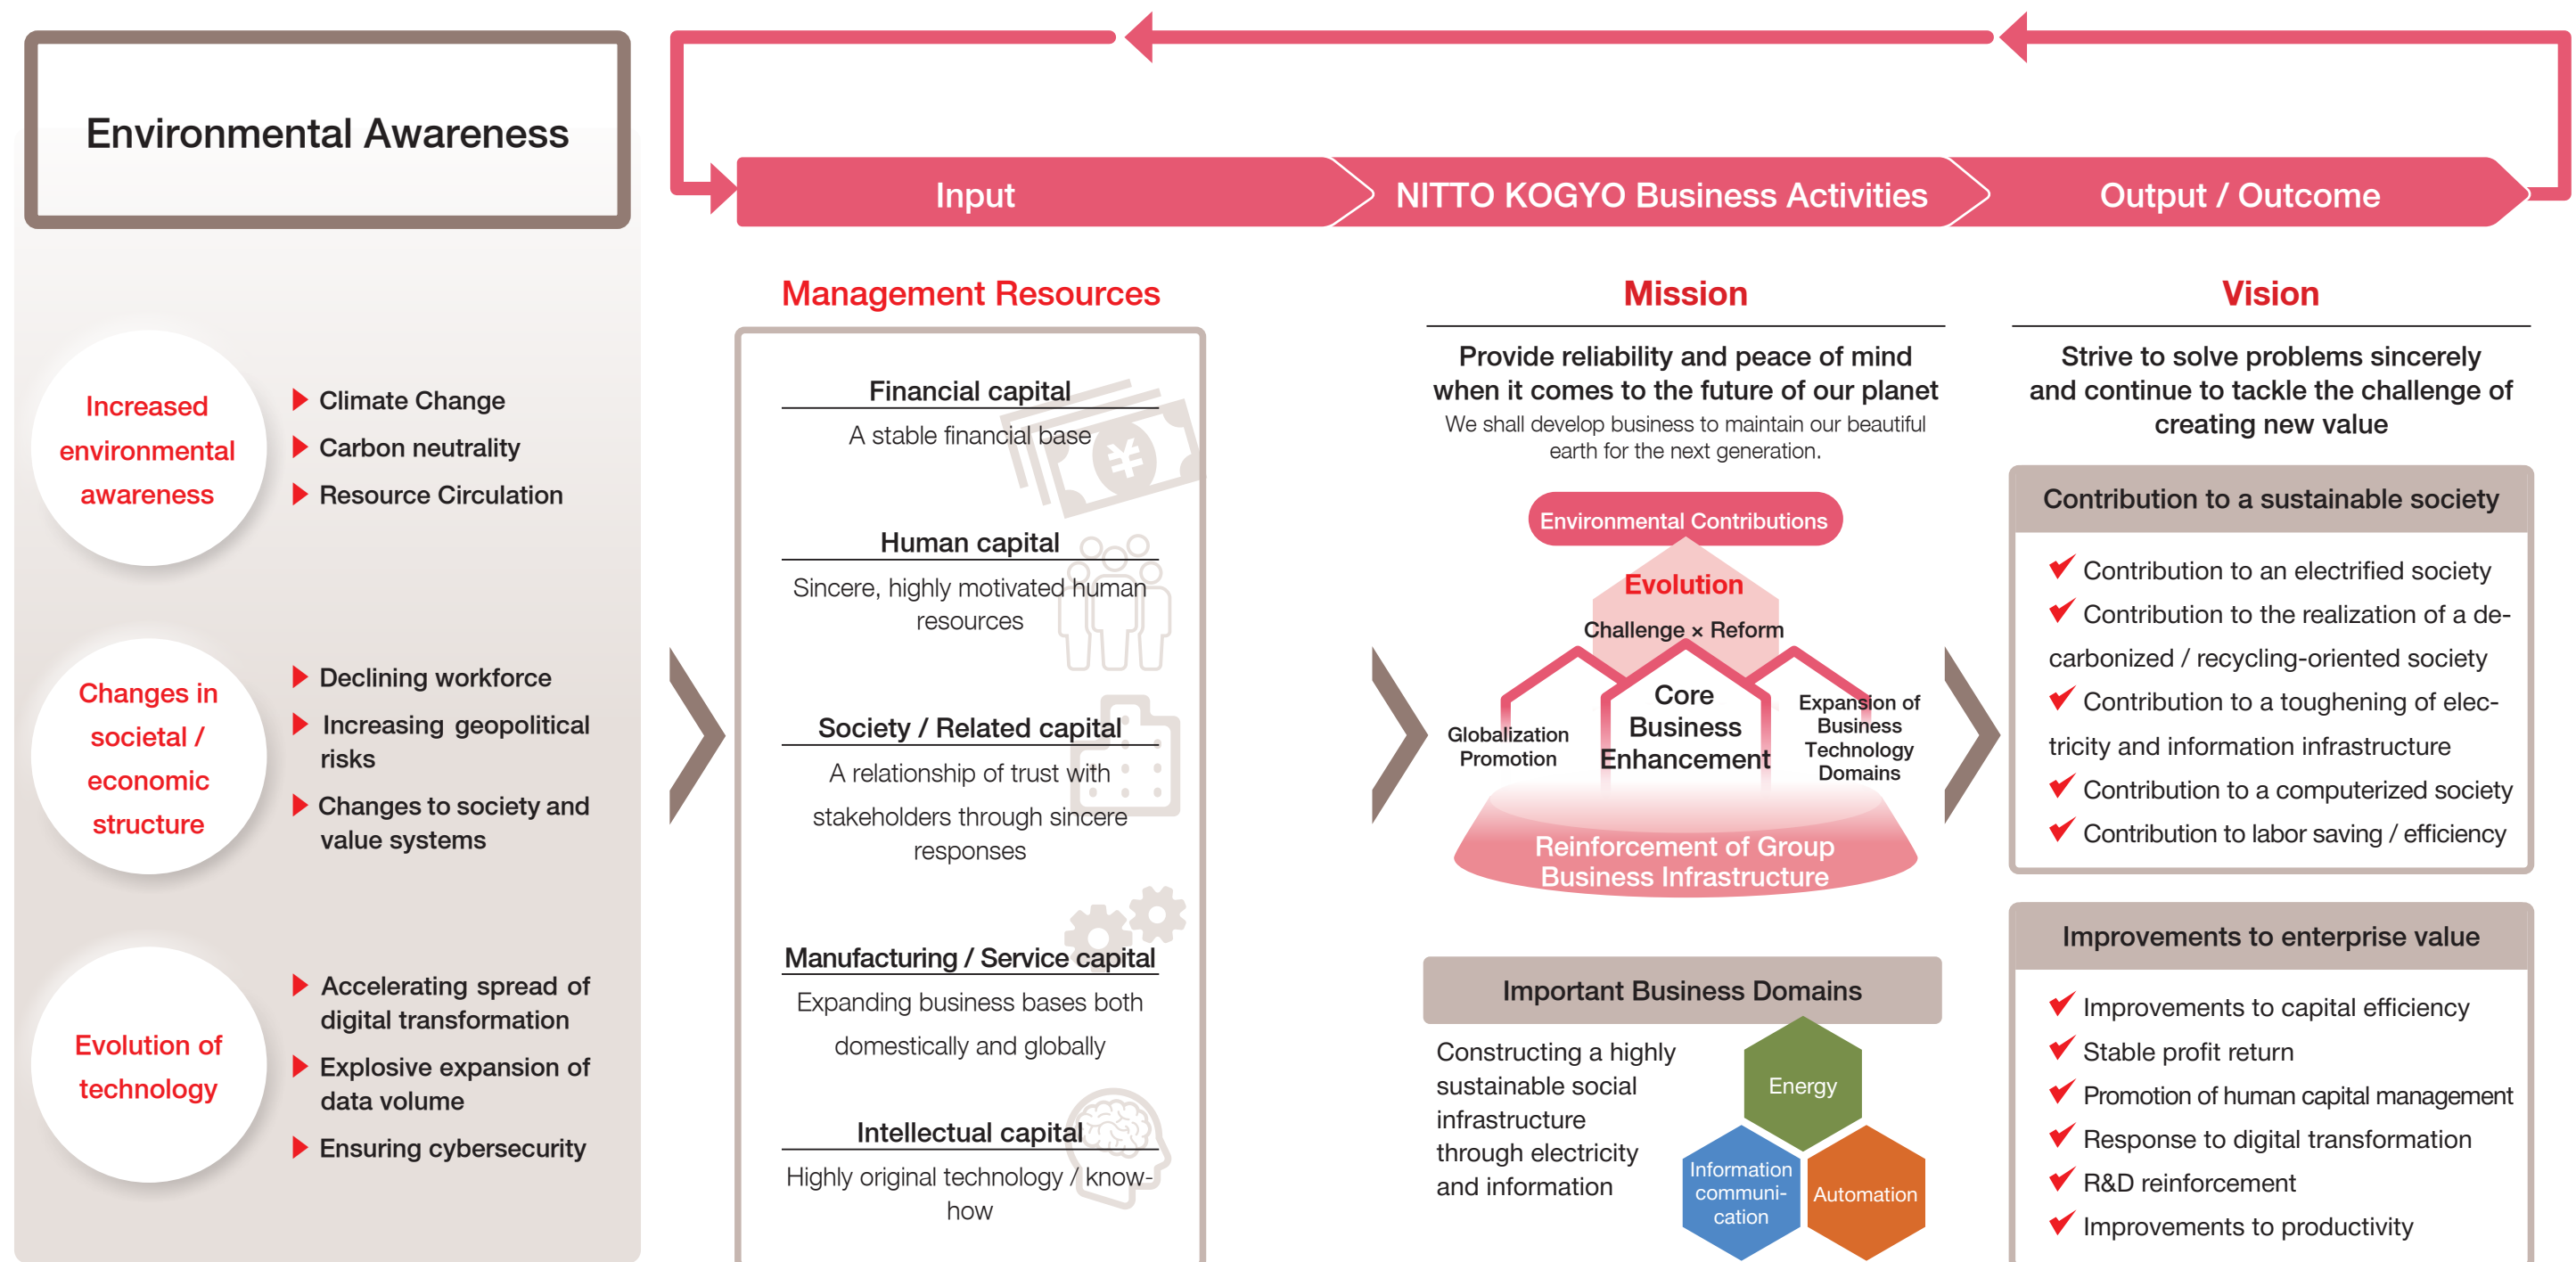 Environmental Awareness
Increased
environmental
awareness
Climate Change
Carbon neutrality
Resource Circulation
Changes in
societal /
economic
structure
Declining workforce
Increasing geopolitical
risks
Changes to society and
value systems
Evolution of
technology
Accelerating spread of
digital transformation
Explosive expansion of
data volume
Ensuring cybersecurity
Input
Management Resources
Financial capital
A stable financial base
¥
Human capital
Sincere, highly motivated human
resources
Society / Related capital
A relationship of trust with
stakeholders through sincere
responses
Manufacturing / Service capital
Expanding business bases both
domestically and globally
Intellectual capital
Highly original technology / know-
how
NITTO KOGYO Business Activities
Mission
Provide reliability and peace of mind
when it comes to the future of our planet
We shall develop business to maintain our beautiful
earth for the next generation.
Environmental Contributions
Evolution
Challenge × Reform
Globalization
Promotion
Core
Business
Enhancement
Expansion of
Business
Technology
Domains
Reinforcement of Group
Business Infrastructure
Important Business Domains
Constructing a highly
sustainable social
infrastructure
through electricity
and information
Energy
Information
communi-
cation
Automation
Output / Outcome
Vision
Strive to solve problems sincerely
and continue to tackle the challenge of
creating new value
Contribution to a sustainable society
Contribution to an electrified society
Contribution to the realization of a de-
carbonized / recycling-oriented society
Contribution to a toughening of elec-
tricity and information infrastructure
Contribution to a computerized society
Contribution to labor saving / efficiency
Improvements to enterprise value
Improvements to capital efficiency
Stable profit return
Promotion of human capital management
Response to digital transformation
R&D reinforcement
Improvements to productivity